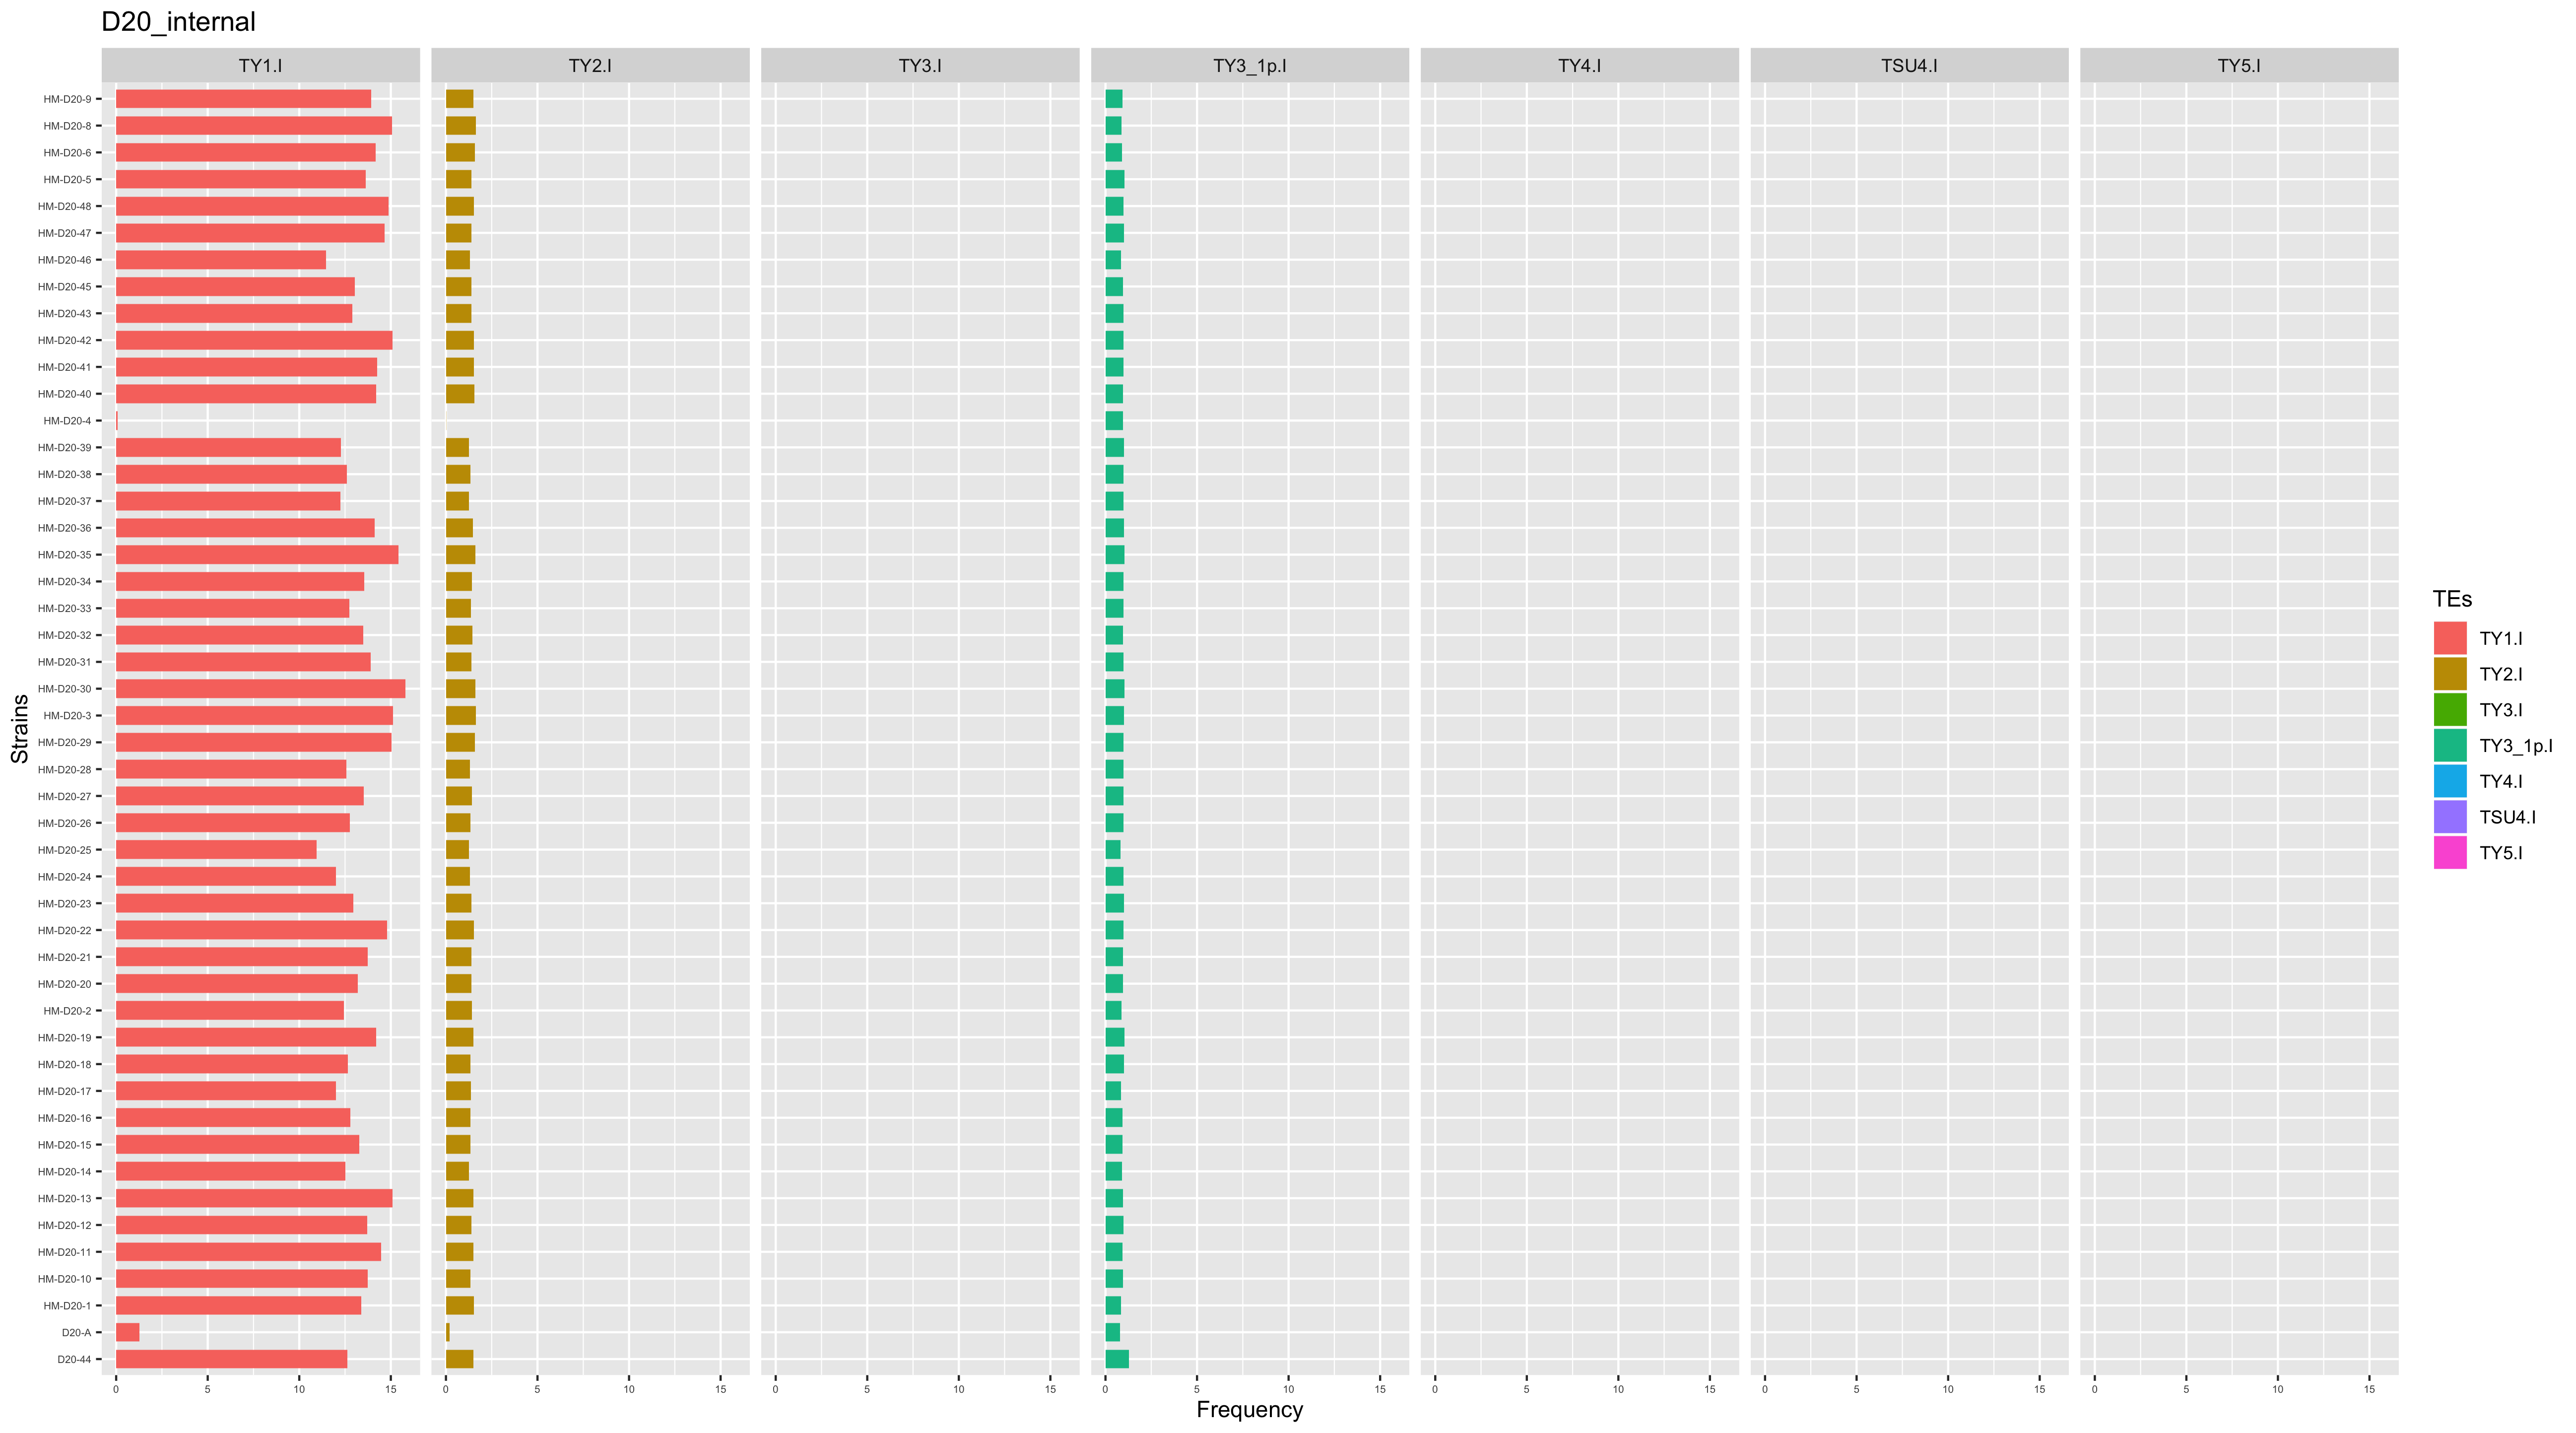 D20_internal
TY1.I TY2.I TY3.I TY3_1p.I TY4.I TSU4.I TY5.I
HM-D20-9
HM-D20-8
HM-D20-6
HM-D20-5
HM-D20-48
HM-D20-47
HM-D20-46
HM-D20-45
HM-D20-43
HM-D20-42
HM-D20-41
HM-D20-40
HM-D20-4
HM-D20-39
HM-D20-38
HM-D20-37
HM-D20-36
HM-D20-35
HM-D20-34
HM-D20-33
HM-D20-32
HM-D20-31
HM-D20-30
HM-D20-3
HM-D20-29
HM-D20-28
HM-D20-27
HM-D20-26
HM-D20-25
HM-D20-24
HM-D20-23
HM-D20-22
HM-D20-21
HM-D20-20
HM-D20-2
HM-D20-19
HM-D20-18
HM-D20-17
HM-D20-16
HM-D20-15
HM-D20-14
HM-D20-13
HM-D20-12
HM-D20-11
HM-D20-10
HM-D20-1
D20-A
D20-44
Strains
0 5 10 15 0 5 10 15 0 5 10 15 0 5 10 15 0 5 10 15 0 5 10 15 0 5 10 15
Frequency
TEs
TY1.I
TY2.I
TY3.I
TY3_1p.I
TY4.I
TSU4.I
TY5.I